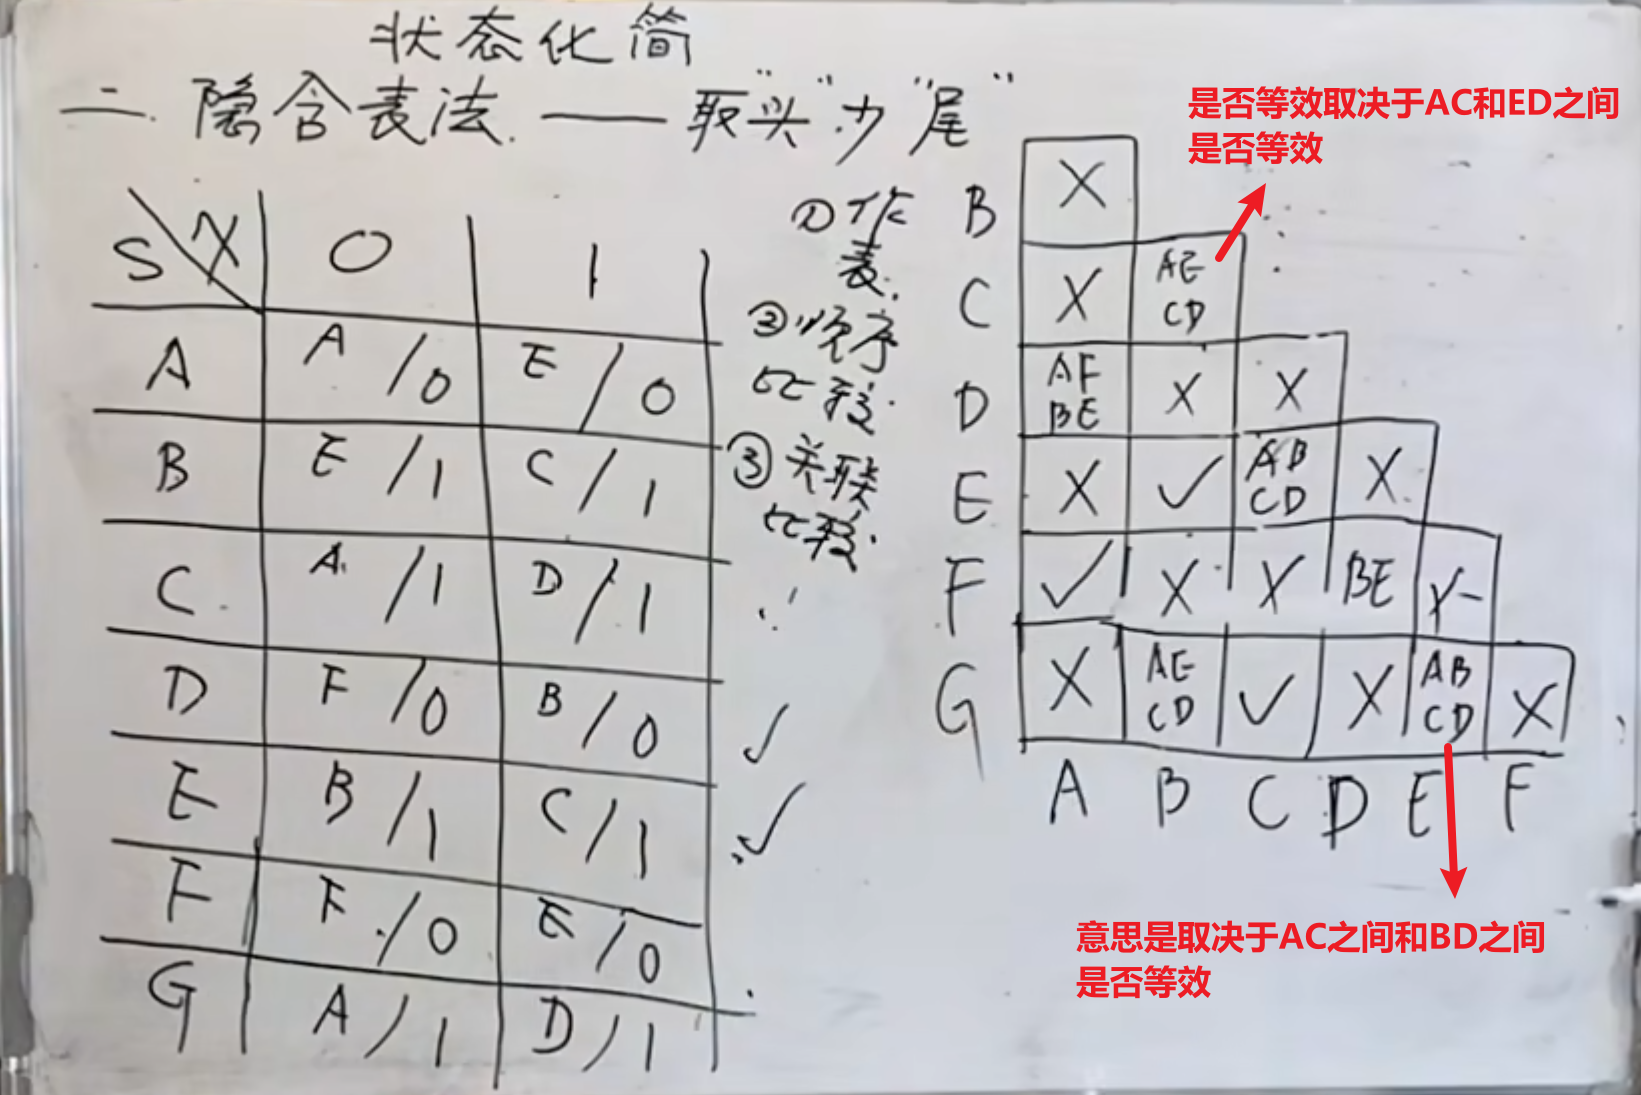 状态化简
二. 隐含表法. —— 取"头"少"尾"
是否等效取决于AC和ED之间
是否等效
①作
表.
②顺序
比较.
③关联
比较.
S X 0 1
A A/0 E/0
B E/1 C/1
C A/1 D/1
D F/0 B/0 ✓
E B/1 C/1 ✓
F F/0 E/0
G A/1 D/1
B X
C X AE CD
D AF BE X X
E X ✓ AB CD X
F ✓ X X BE X
G X AE CD ✓ X AB CD X
A B C D E F
意思是取决于AC之间和BD之间
是否等效